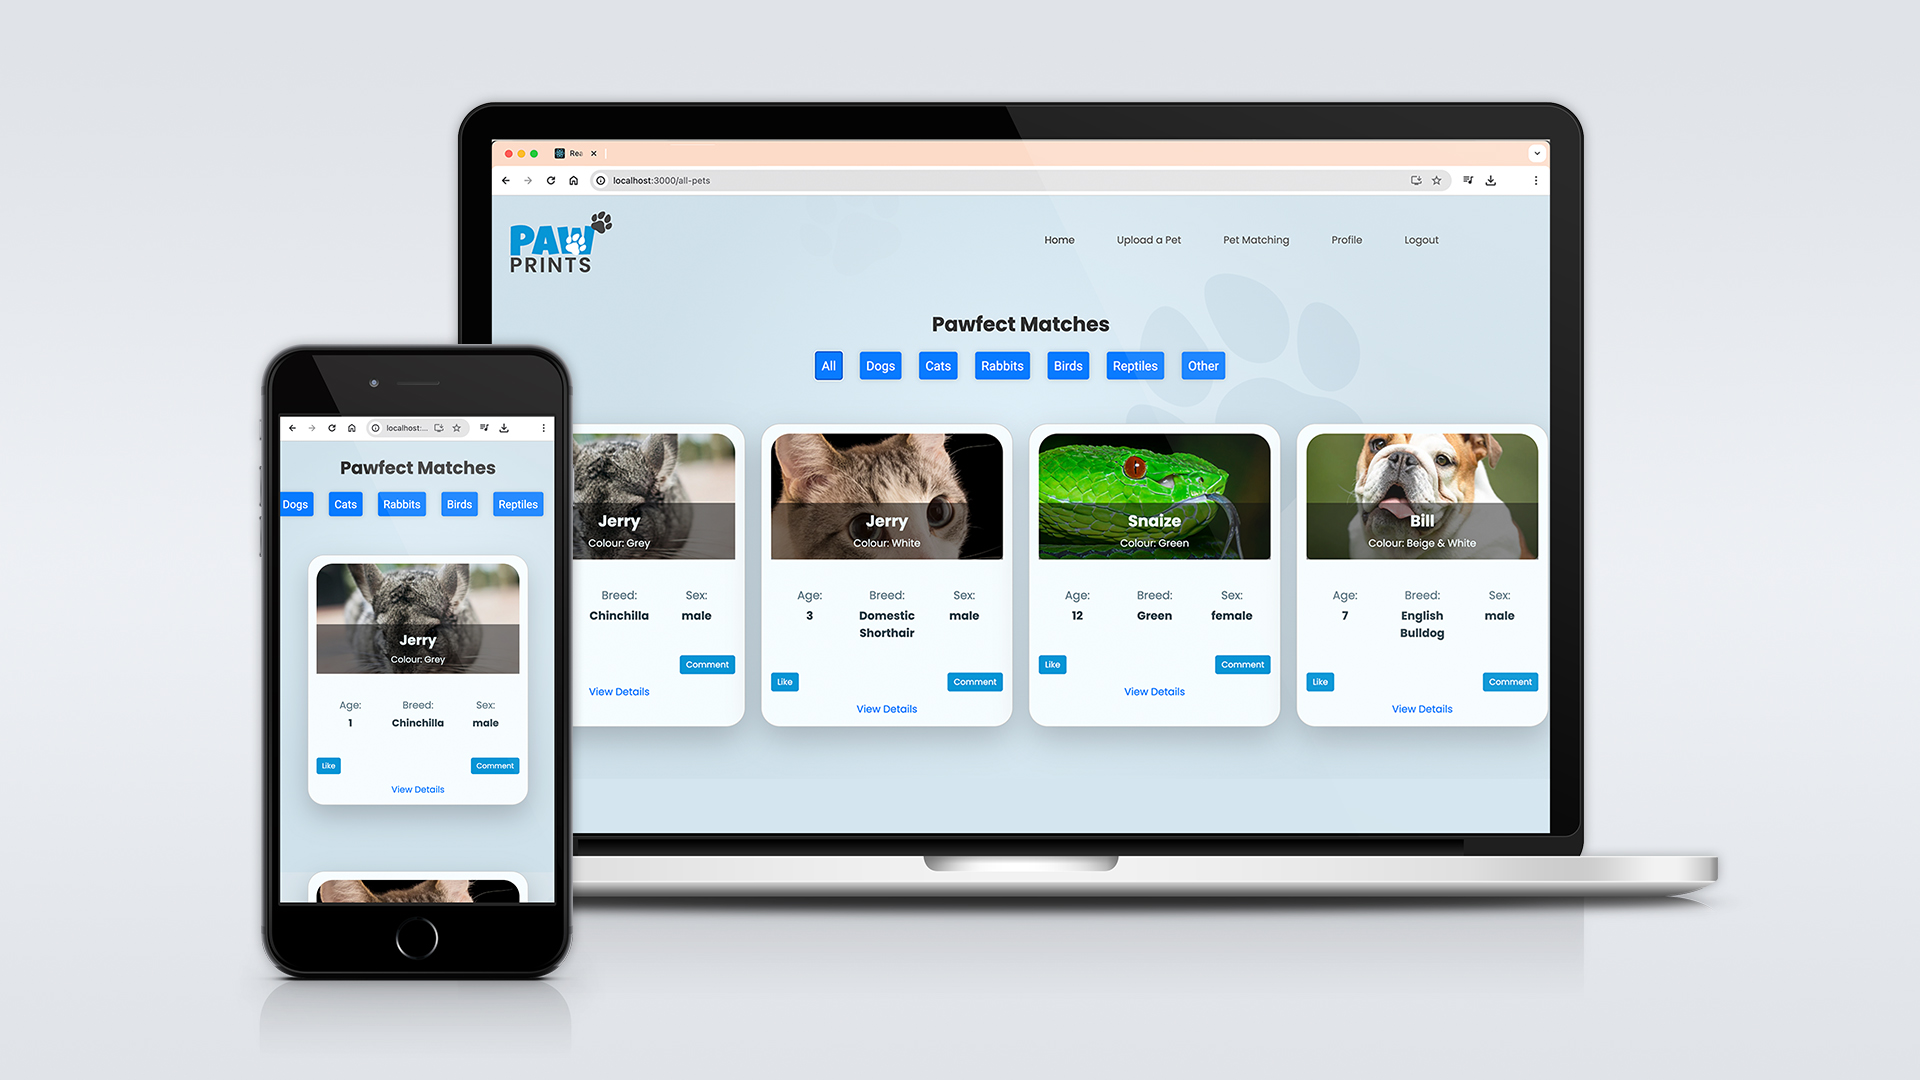 Rea
localhost:3000/all-pets
PAW
PRINTS
Home Upload a Pet Pet Matching Profile Logout
Pawfect Matches
All Dogs Cats Rabbits Birds Reptiles Other
Jerry
Colour: Grey
Breed: Sex:
Chinchilla male
Comment
View Details
Jerry
Colour: White
Age: Breed: Sex:
3 Domestic male
Shorthair
Like Comment
View Details
Snaize
Colour: Green
Age: Breed: Sex:
12 Green female
Like Comment
View Details
Bill
Colour: Beige & White
Age: Breed: Sex:
7 English male
Bulldog
Like Comment
View Details
localhost:...
Pawfect Matches
Dogs Cats Rabbits Birds Reptiles
Jerry
Colour: Grey
Age: Breed: Sex:
1 Chinchilla male
Like Comment
View Details